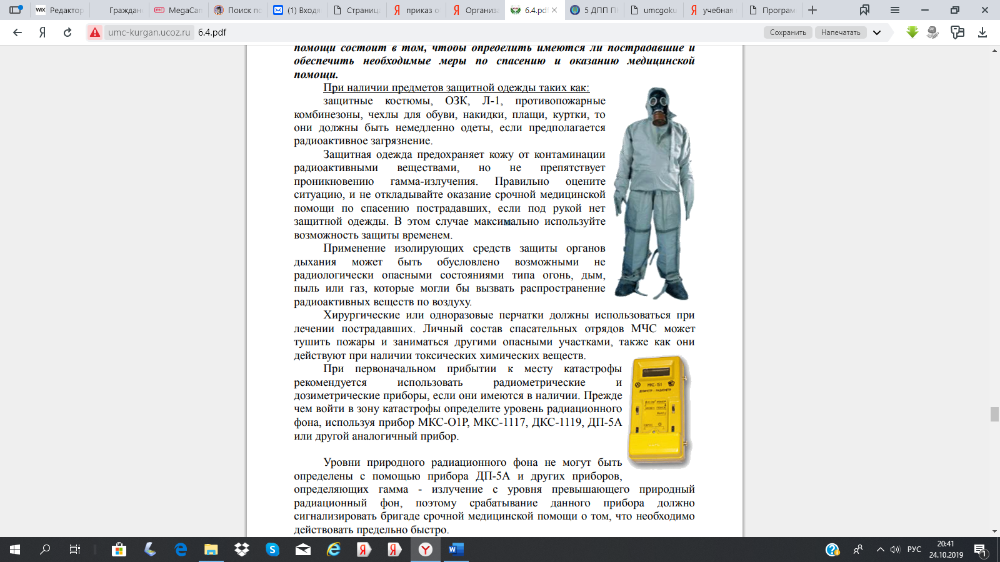 Редактор
Гражданс
MegaCam
Поиск по
(1) Входя
Страница
приказ о
Организа
6.4.pdf
5 ДПП ПК
umcgoku
учебная
Програм
umc-kurgan.ucoz.ru 6.4.pdf
Сохранить
Напечатать
помощи состоит в том, чтобы определить имеются ли пострадавшие и
обеспечить необходимые меры по спасению и оказанию медицинской
помощи.
При наличии предметов защитной одежды таких как:
защитные костюмы, ОЗК, Л-1, противопожарные
комбинезоны, чехлы для обуви, накидки, плащи, куртки, то
они должны быть немедленно одеты, если предполагается
радиоактивное загрязнение.
Защитная одежда предохраняет кожу от контаминации
радиоактивными веществами, но не препятствует
проникновению гамма-излучения. Правильно оцените
ситуацию, и не откладывайте оказание срочной медицинской
помощи по спасению пострадавших, если под рукой нет
защитной одежды. В этом случае максимально используйте
возможность защиты временем.
Применение изолирующих средств защиты органов
дыхания может быть обусловлено возможными не
радиологически опасными состояниями типа огонь, дым,
пыль или газ, которые могли бы вызвать распространение
радиоактивных веществ по воздуху.
Хирургические или одноразовые перчатки должны использоваться при
лечении пострадавших. Личный состав спасательных отрядов МЧС может
тушить пожары и заниматься другими опасными участками, также как они
действуют при наличии токсических химических веществ.
При первоначальном прибытии к месту катастрофы
рекомендуется использовать радиометрические и
дозиметрические приборы, если они имеются в наличии. Прежде
чем войти в зону катастрофы определите уровень радиационного
фона, используя прибор МКС-О1Р, МКС-1117, ДКС-1119, ДП-5А
или другой аналогичный прибор.
МКС-151
ДОЗИМЕТР - РАДИОМЕТР
Уровни природного радиационного фона не могут быть
определены с помощью прибора ДП-5А и других приборов,
определяющих гамма - излучение с уровня превышающего природный
радиационный фон, поэтому срабатывание данного прибора должно
сигнализировать бригаде срочной медицинской помощи о том, что необходимо
действовать предельно быстро.
РУС
20:41
24.10.2019